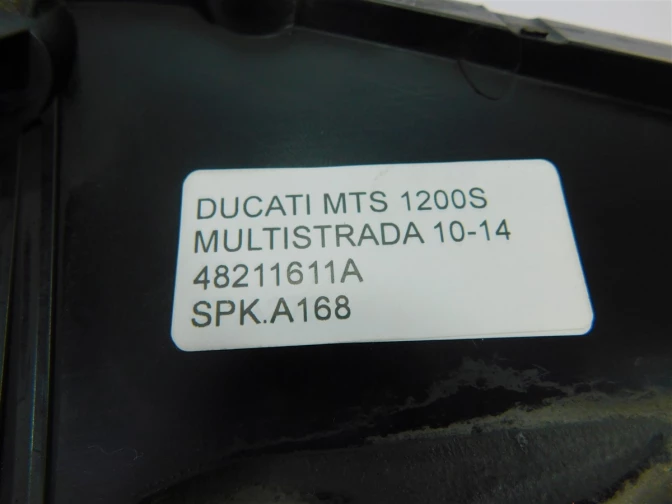 DUCATI MTS 1200S
MULTISTRADA 10-14
48211611A
SPK.A168